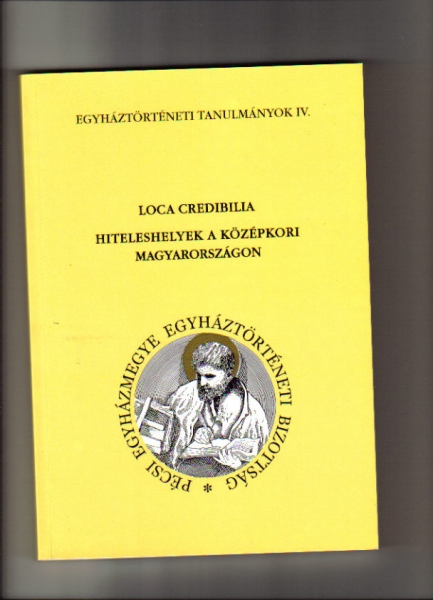 EGYHÁZTÖRTÉNETI TANULMÁNYOK IV.
LOCA CREDIBILIA
HITELESHELYEK A KÖZÉPKORI
MAGYARORSZÁGON
PÉCSI EGYHÁZMEGYE EGYHÁZTÖRTÉNETI BIZOTTSÁG *